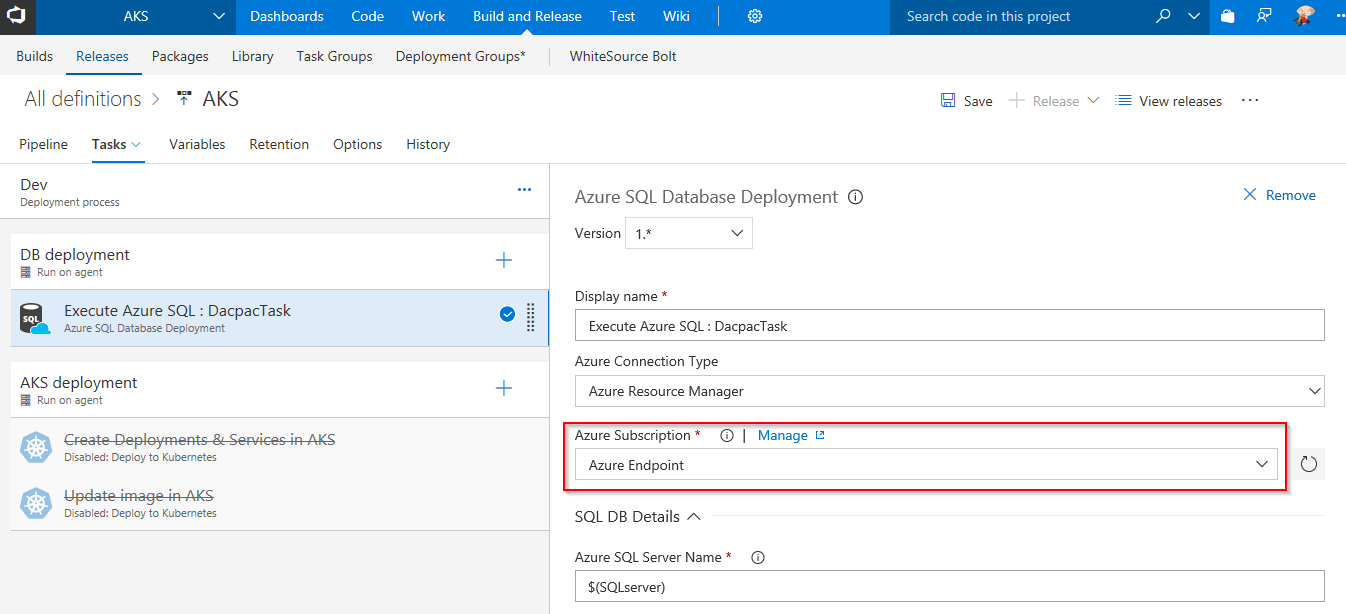 AKS Dashboards Code Work Build and Release Test Wiki Search code in this project
Builds Releases Packages Library Task Groups Deployment Groups* WhiteSource Bolt
All definitions > AKS Save + Release View releases ...
Pipeline Tasks Variables Retention Options History
Dev
Deployment process
DB deployment
Run on agent
SQL
Execute Azure SQL : DacpacTask
Azure SQL Database Deployment
AKS deployment
Run on agent
Create Deployments & Services in AKS
Disabled: Deploy to Kubernetes
Update image in AKS
Disabled: Deploy to Kubernetes
Azure SQL Database Deployment Remove
Version 1.*
Display name *
Execute Azure SQL : DacpacTask
Azure Connection Type
Azure Resource Manager
Azure Subscription * | Manage
Azure Endpoint
SQL DB Details
Azure SQL Server Name *
$(SQLserver)